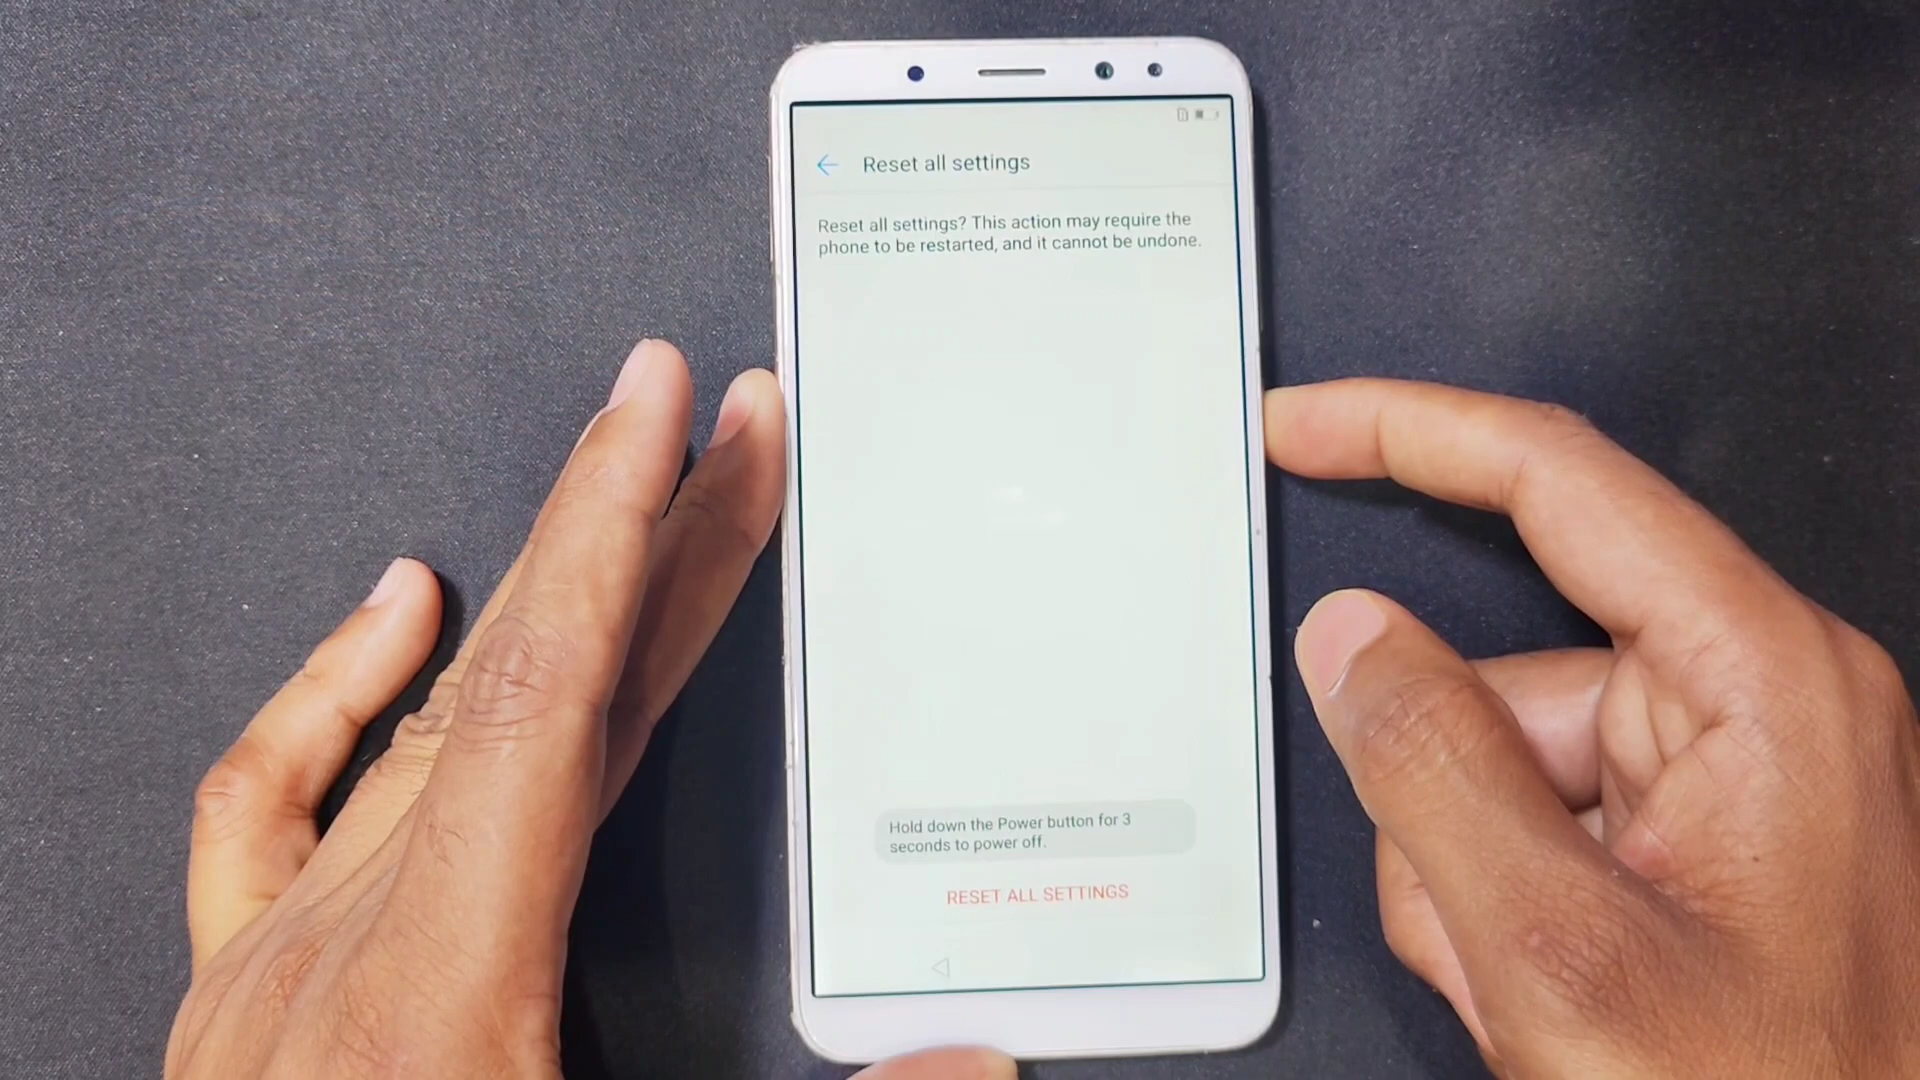 Reset all settings
Reset all settings? This action may require the
phone to be restarted, and it cannot be undone.
Hold down the Power button for 3
seconds to power off.
RESET ALL SETTINGS